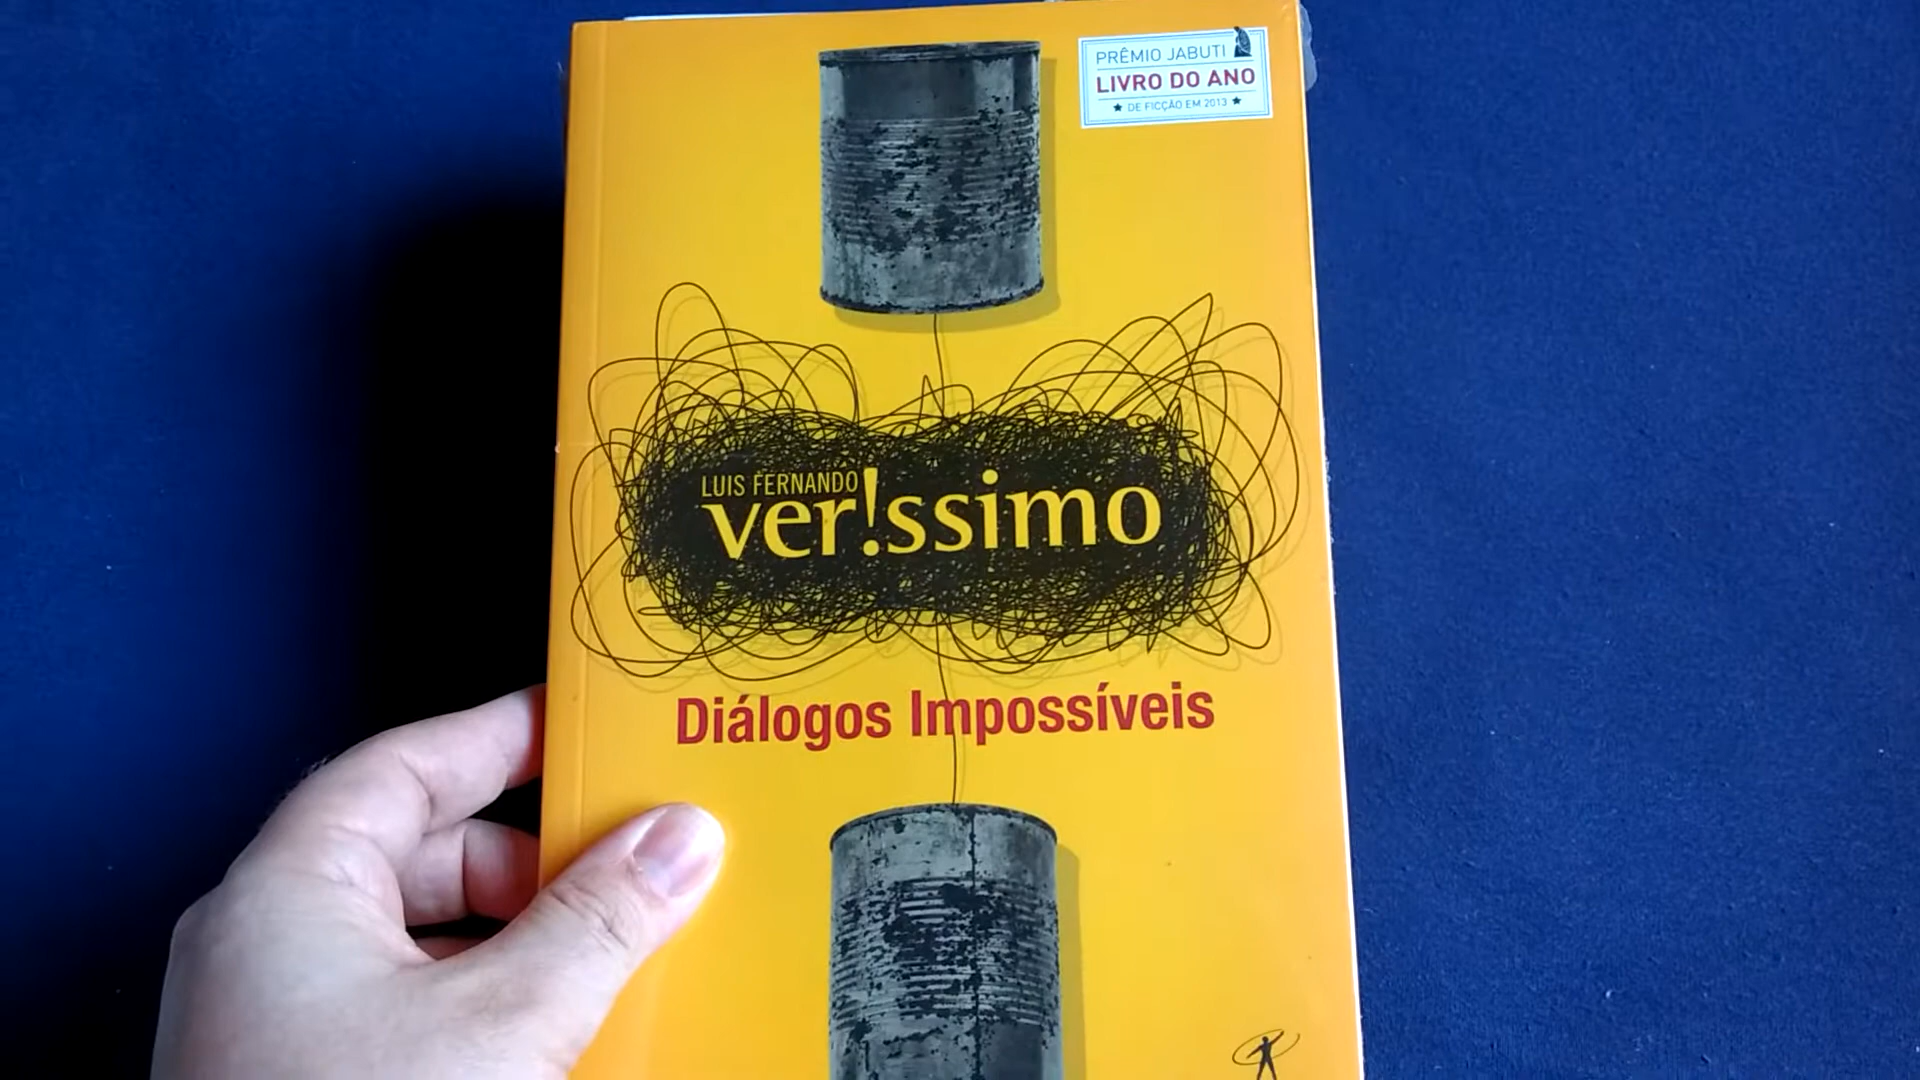 PRÊMIO JABUTI
LIVRO DO ANO
★ DE FICÇÃO EM 2013 ★
LUIS FERNANDO
ver!ssimo
Diálogos Impossíveis